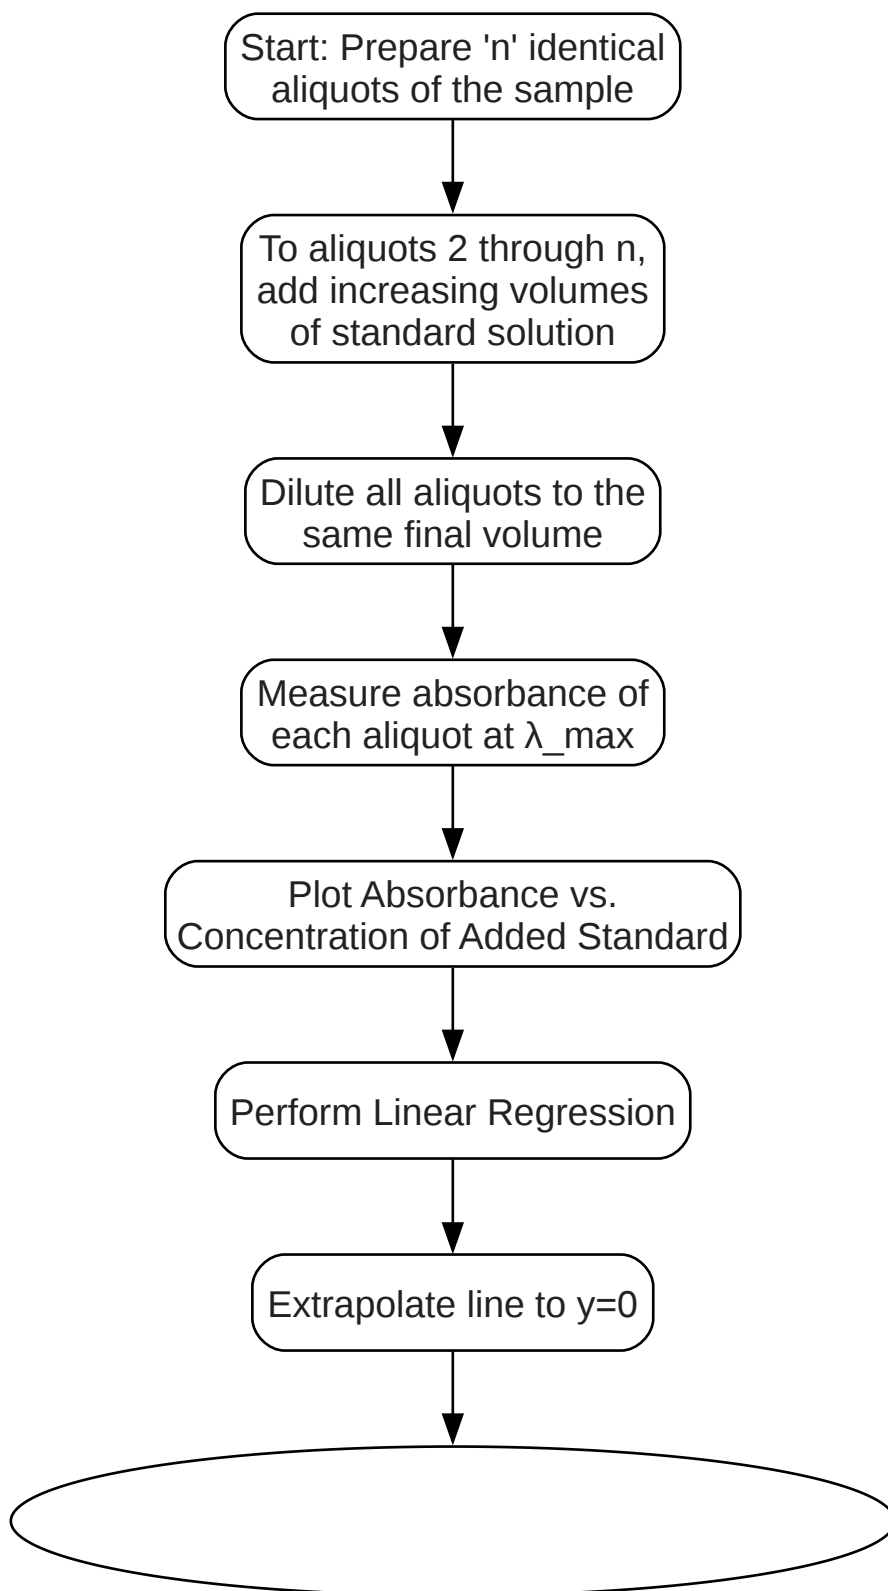 Start: Prepare 'n' identical
aliquots of the sample
To aliquots 2 through n,
add increasing volumes
of standard solution
Dilute all aliquots to the
same final volume
Measure absorbance of
each aliquot at λ_max
Plot Absorbance vs.
Concentration of Added Standard
Perform Linear Regression
Extrapolate line to y=0